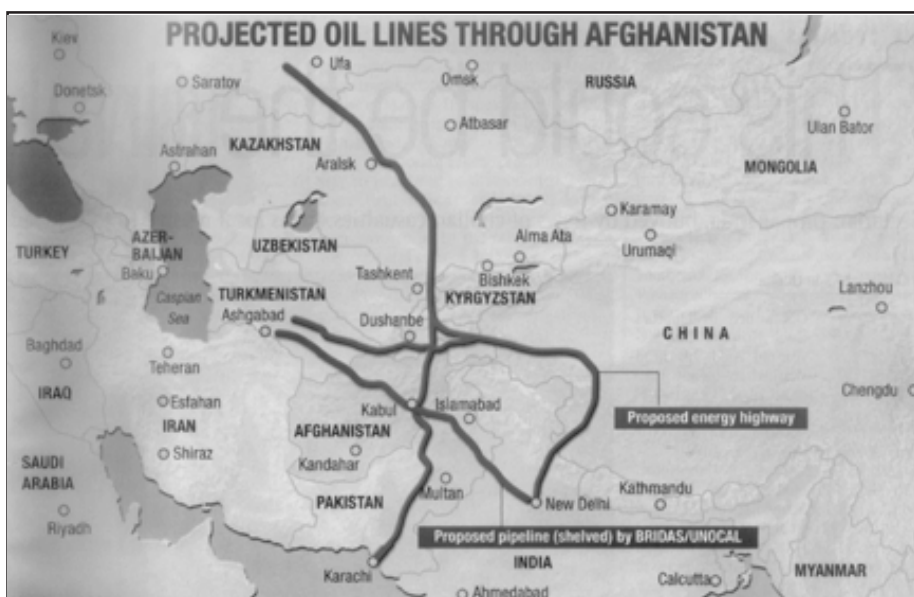 PROJECTED OIL LINES THROUGH AFGHANISTAN
Kiev
Ufa
Omsk
RUSSIA
Saratov
Donetsk
Atbasar
Ulan Bator
KAZAKHSTAN
Astrahan
Aralsk
MONGOLIA
Karamay
TURKEY
AZER-
BAIJAN
UZBEKISTAN
Alma Ata
Urumaqi
Baku
Tashkent
Bishkek
Lanzhou
Caspian
Sea
TURKMENISTAN
KYRGYZSTAN
Ashgabad
Dushanbe
CHINA
Baghdad
Teheran
IRAQ
Esfahan
Kabul
Islamabad
Chengdu
Proposed energy highway
IRAN
AFGHANISTAN
Shiraz
Kandahar
SAUDI
ARABIA
PAKISTAN
Multan
New Delhi
Kathmandu
Riyadh
Proposed pipeline (shelved) by BRIDAS/UNOCAL
INDIA
Karachi
Calcutta
MYANMAR
Ahmedabad